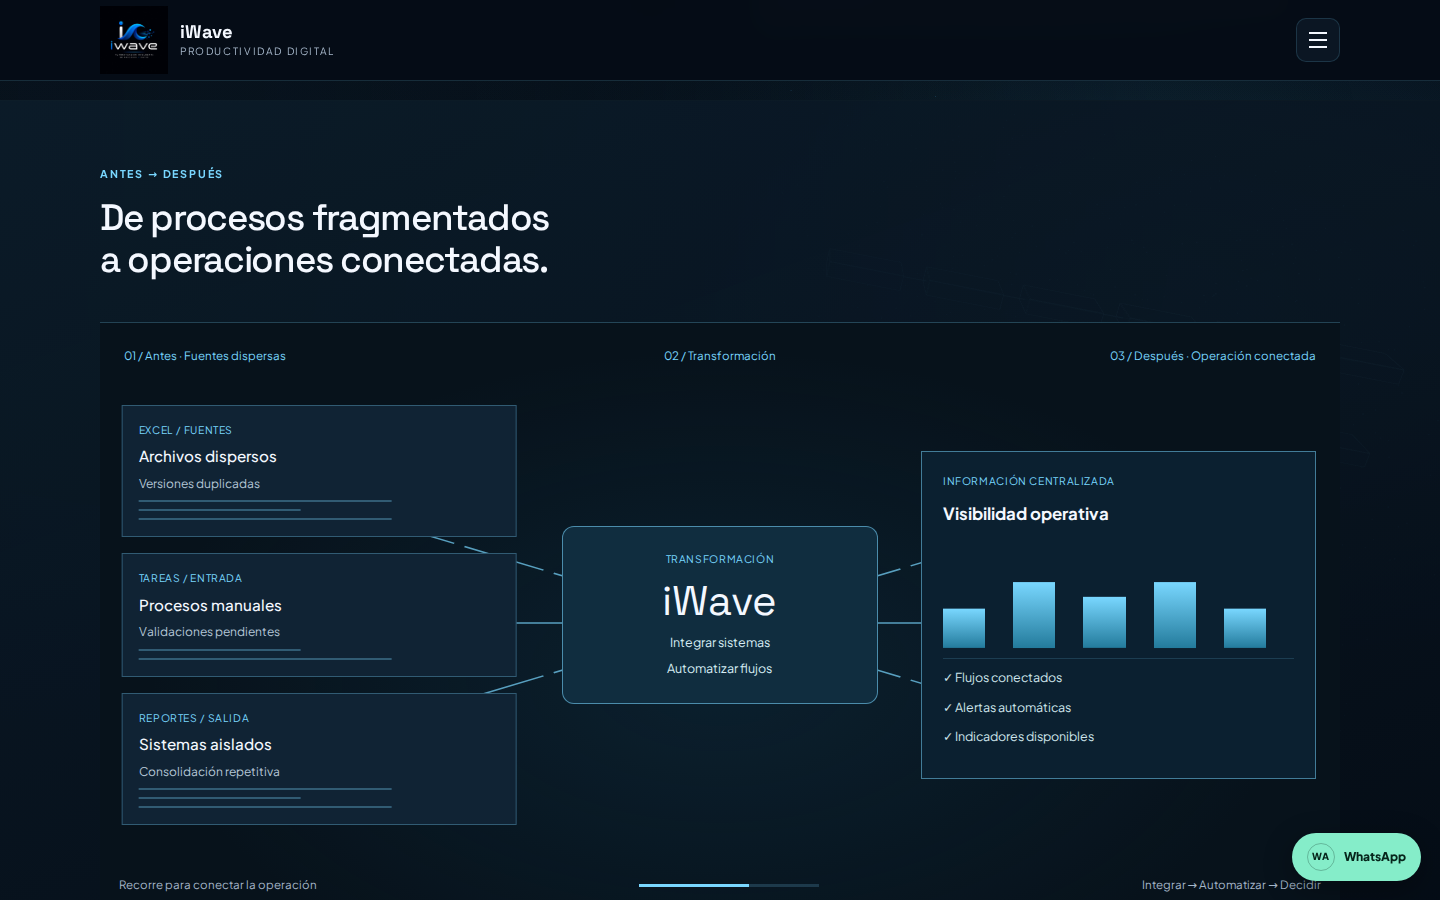 iwave
iWave
PRODUCTIVIDAD DIGITAL
ANTES → DESPUÉS
De procesos fragmentados
a operaciones conectadas.
01 / Antes · Fuentes dispersas
02 / Transformación
03 / Después · Operación conectada
EXCEL / FUENTES
Archivos dispersos
Versiones duplicadas
TAREAS / ENTRADA
Procesos manuales
Validaciones pendientes
REPORTES / SALIDA
Sistemas aislados
Consolidación repetitiva
TRANSFORMACIÓN
iWave
Integrar sistemas
Automatizar flujos
INFORMACIÓN CENTRALIZADA
Visibilidad operativa
✓ Flujos conectados
✓ Alertas automáticas
✓ Indicadores disponibles
WA WhatsApp
Recorre para conectar la operación
Integrar → Automatizar → Decidir